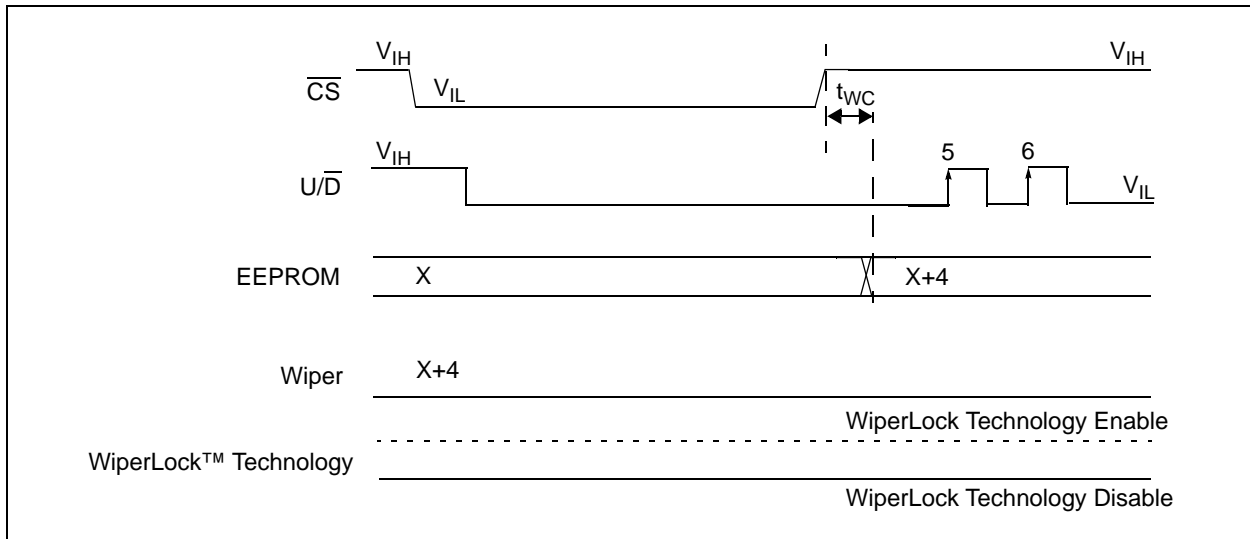 VIH
VIH
CS
VIL
tWC
VIH
5
6
U/D
VIL
EEPROM
X
X+4
Wiper
X+4
WiperLock Technology Enable
WiperLock™ Technology
WiperLock Technology Disable